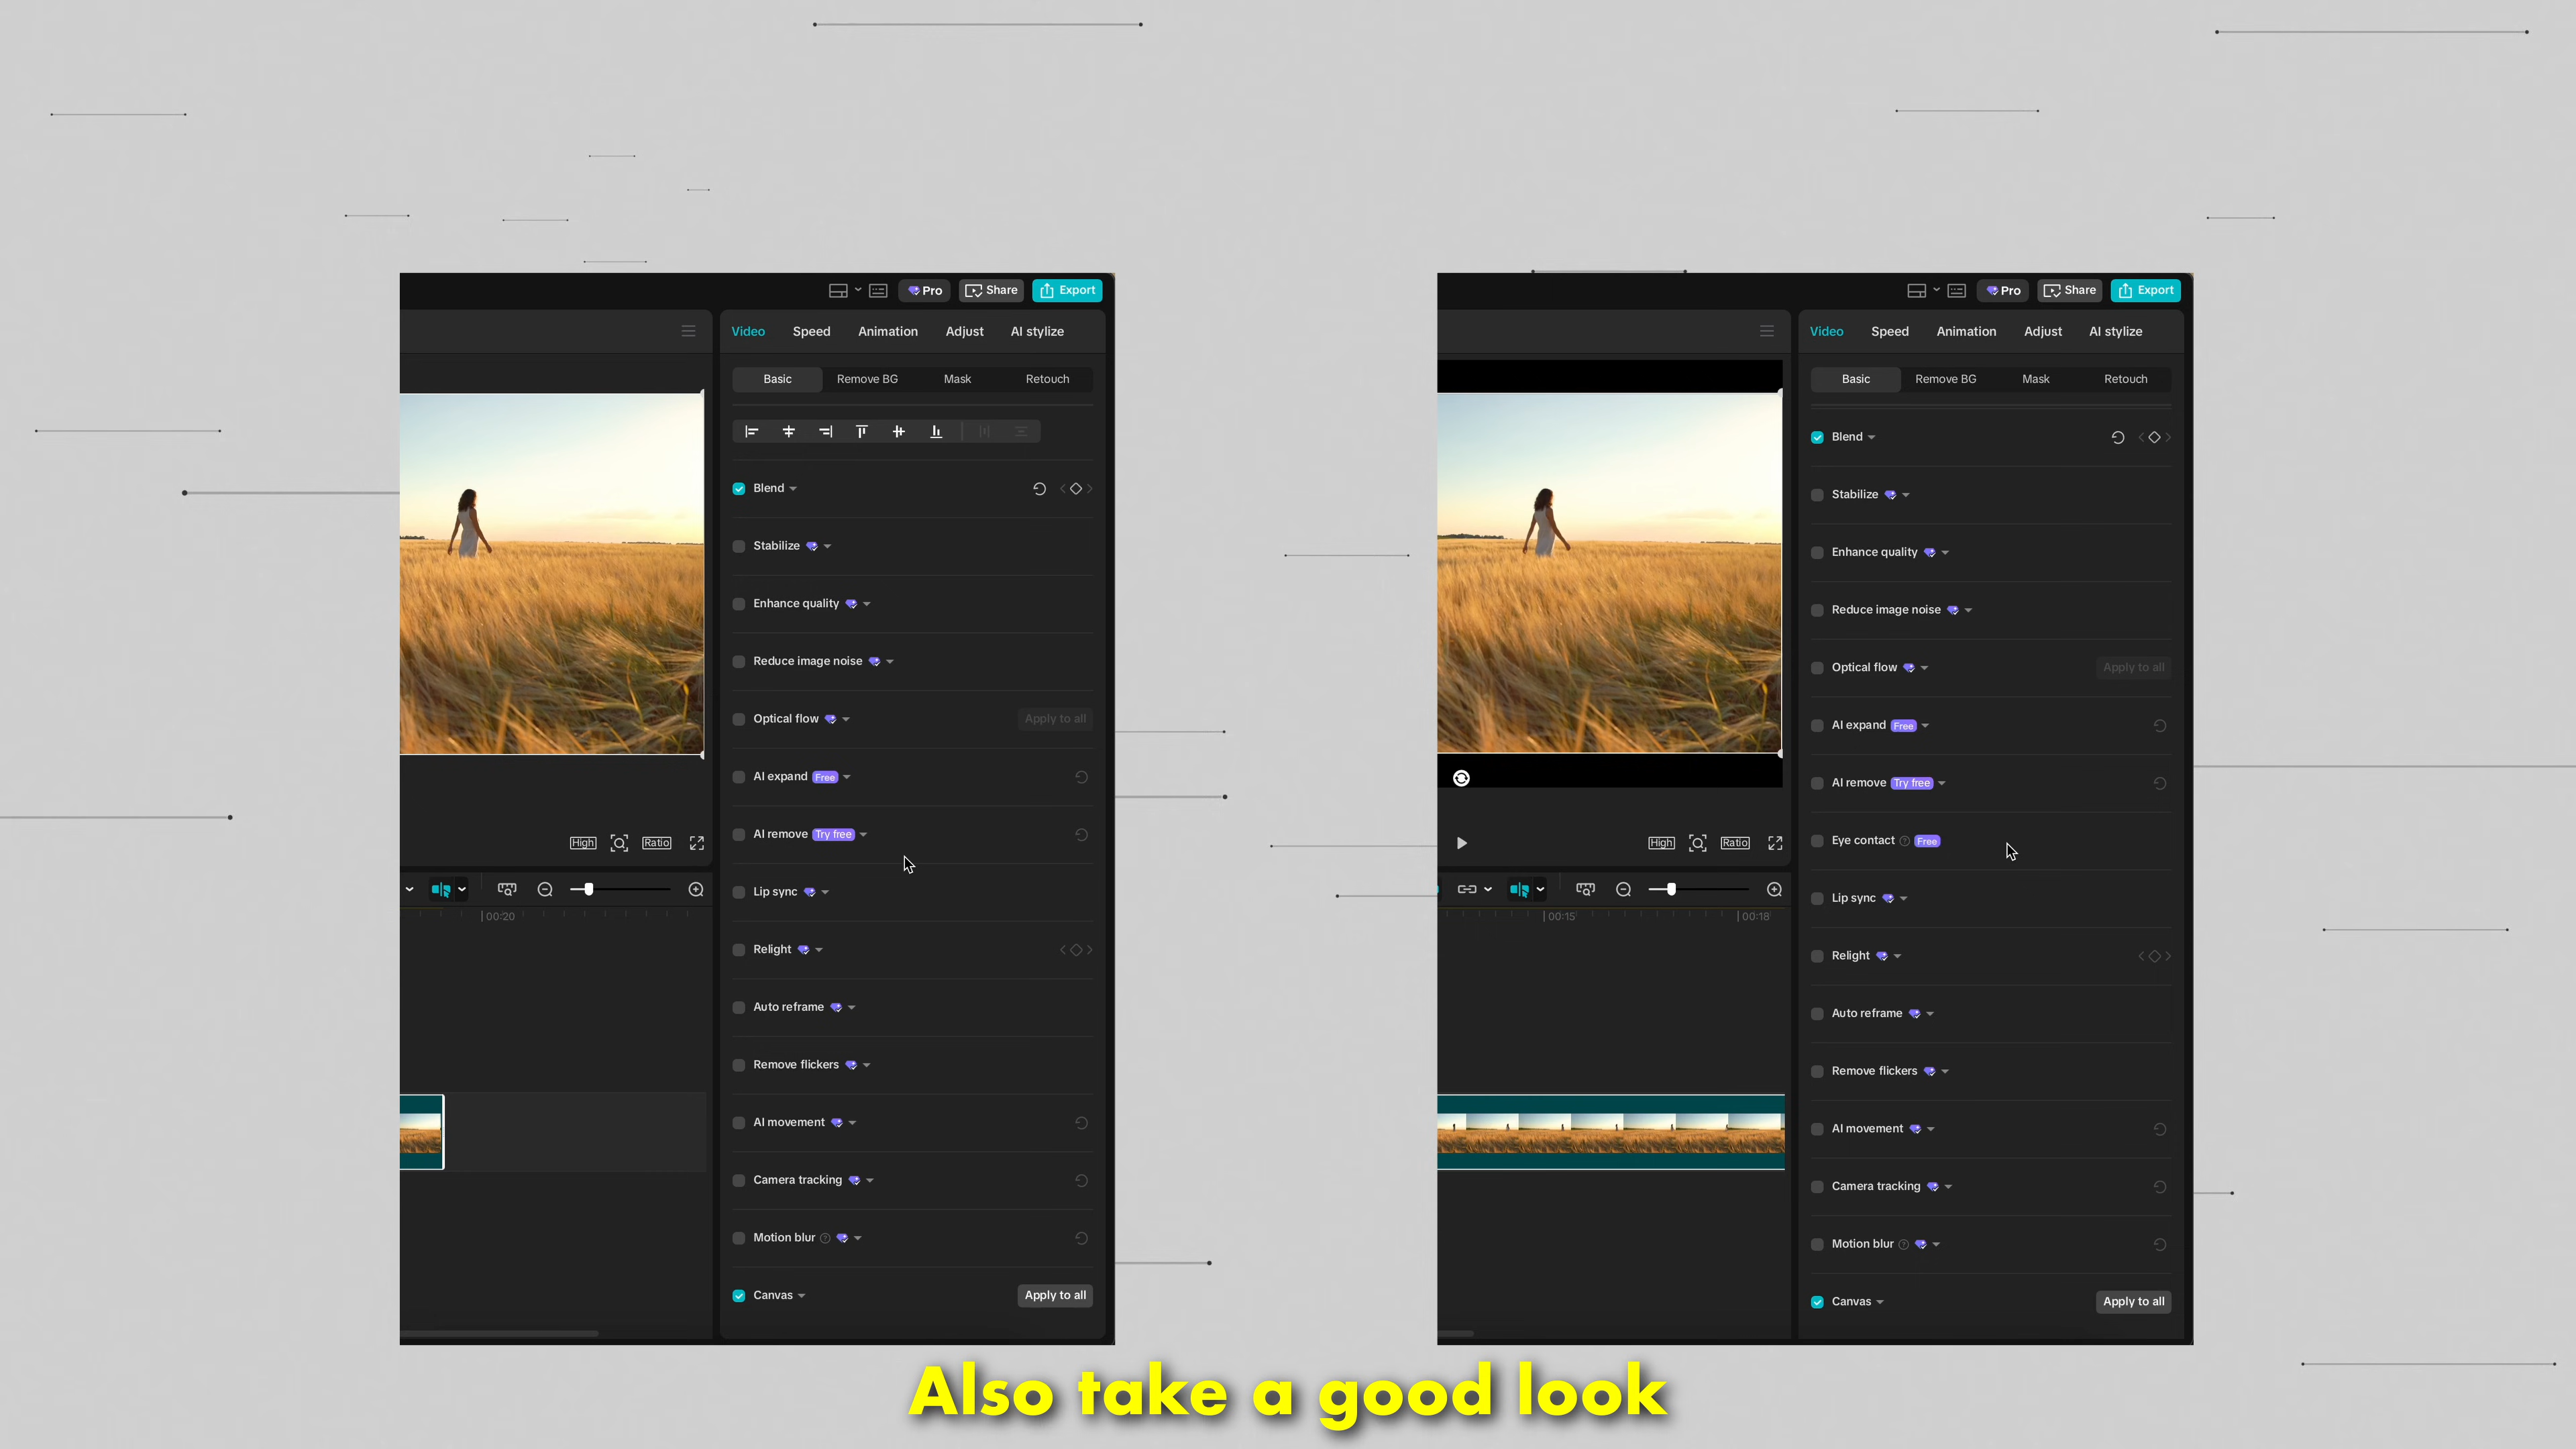 Pro Share Export
Video Speed Animation Adjust AI stylize
Basic Remove BG Mask Retouch
Blend
Stabilize
Enhance quality
Reduce image noise
Optical flow Apply to all
AI expand Free
AI remove Try free
Lip sync
Relight
Auto reframe
Remove flickers
AI movement
Camera tracking
Motion blur
Canvas Apply to all
High Ratio
00:20
Pro Share Export
Video Speed Animation Adjust AI stylize
Basic Remove BG Mask Retouch
Blend
Stabilize
Enhance quality
Reduce image noise
Optical flow Apply to all
AI expand Free
AI remove Try free
Eye contact Free
Lip sync
Relight
Auto reframe
Remove flickers
AI movement
Camera tracking
Motion blur
Canvas Apply to all
High Ratio
00:15 00:18
Also take a good look